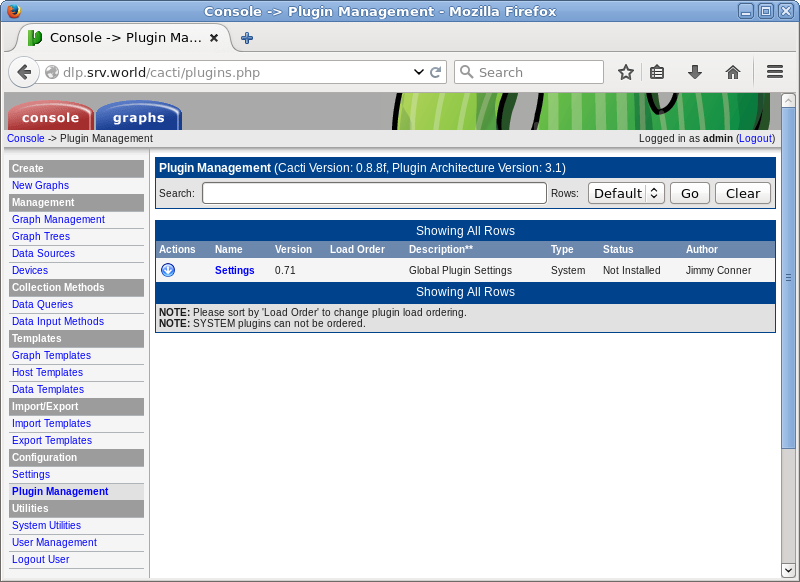 Console -> Plugin Management - Mozilla Firefox
Console -> Plugin Ma...
dlp.srv.world/cacti/plugins.php
Search
console
graphs
Console -> Plugin Management
Logged in as admin (Logout)
Create
New Graphs
Management
Graph Management
Graph Trees
Data Sources
Devices
Collection Methods
Data Queries
Data Input Methods
Templates
Graph Templates
Host Templates
Data Templates
Import/Export
Import Templates
Export Templates
Configuration
Settings
Plugin Management
Utilities
System Utilities
User Management
Logout User
Plugin Management (Cacti Version: 0.8.8f, Plugin Architecture Version: 3.1)
Search: Rows: Default Go Clear
Showing All Rows
Actions Name Version Load Order Description** Type Status Author
Settings 0.71 Global Plugin Settings System Not Installed Jimmy Conner
Showing All Rows
NOTE: Please sort by 'Load Order' to change plugin load ordering.
NOTE: SYSTEM plugins can not be ordered.